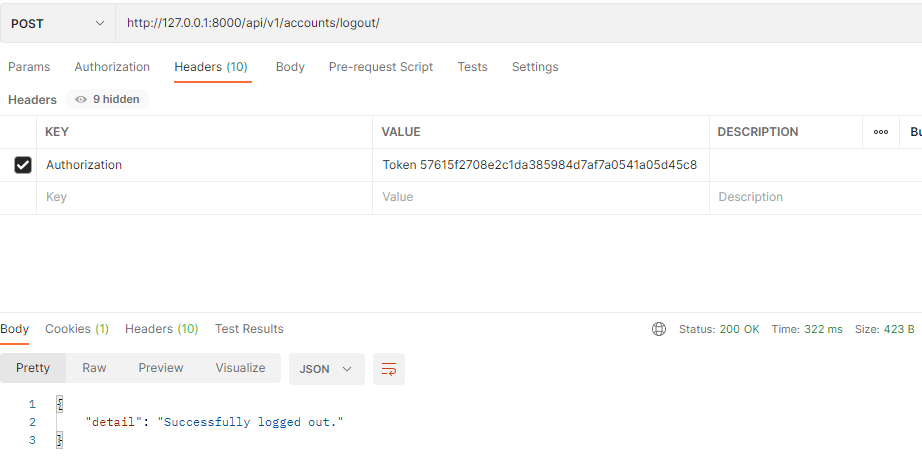 POST http://127.0.0.1:8000/api/v1/accounts/logout/
Params Authorization Headers (10) Body Pre-request Script Tests Settings
Headers 9 hidden
KEY VALUE DESCRIPTION ooo Bu
Authorization Token 57615f2708e2c1da385984d7af7a0541a05d45c8
Key Value Description
Body Cookies (1) Headers (10) Test Results Status: 200 OK Time: 322 ms Size: 423 B
Pretty Raw Preview Visualize JSON
1 {
2 "detail": "Successfully logged out."
3 }